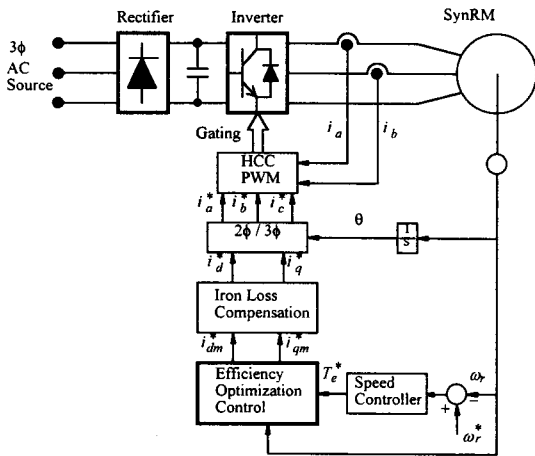 Rectifier
Inverter
SynRM
3ϕ
AC
Source
Gating
i_a
i_b
HCC
PWM
i_a^*
i_b^*
i_c^*
2ϕ / 3ϕ
θ
1
s
i_d^*
i_q^*
Iron Loss
Compensation
i_dm^*
i_qm^*
Efficiency
Optimization
Control
T_e^*
Speed
Controller
ω_r
+
−
ω_r^*